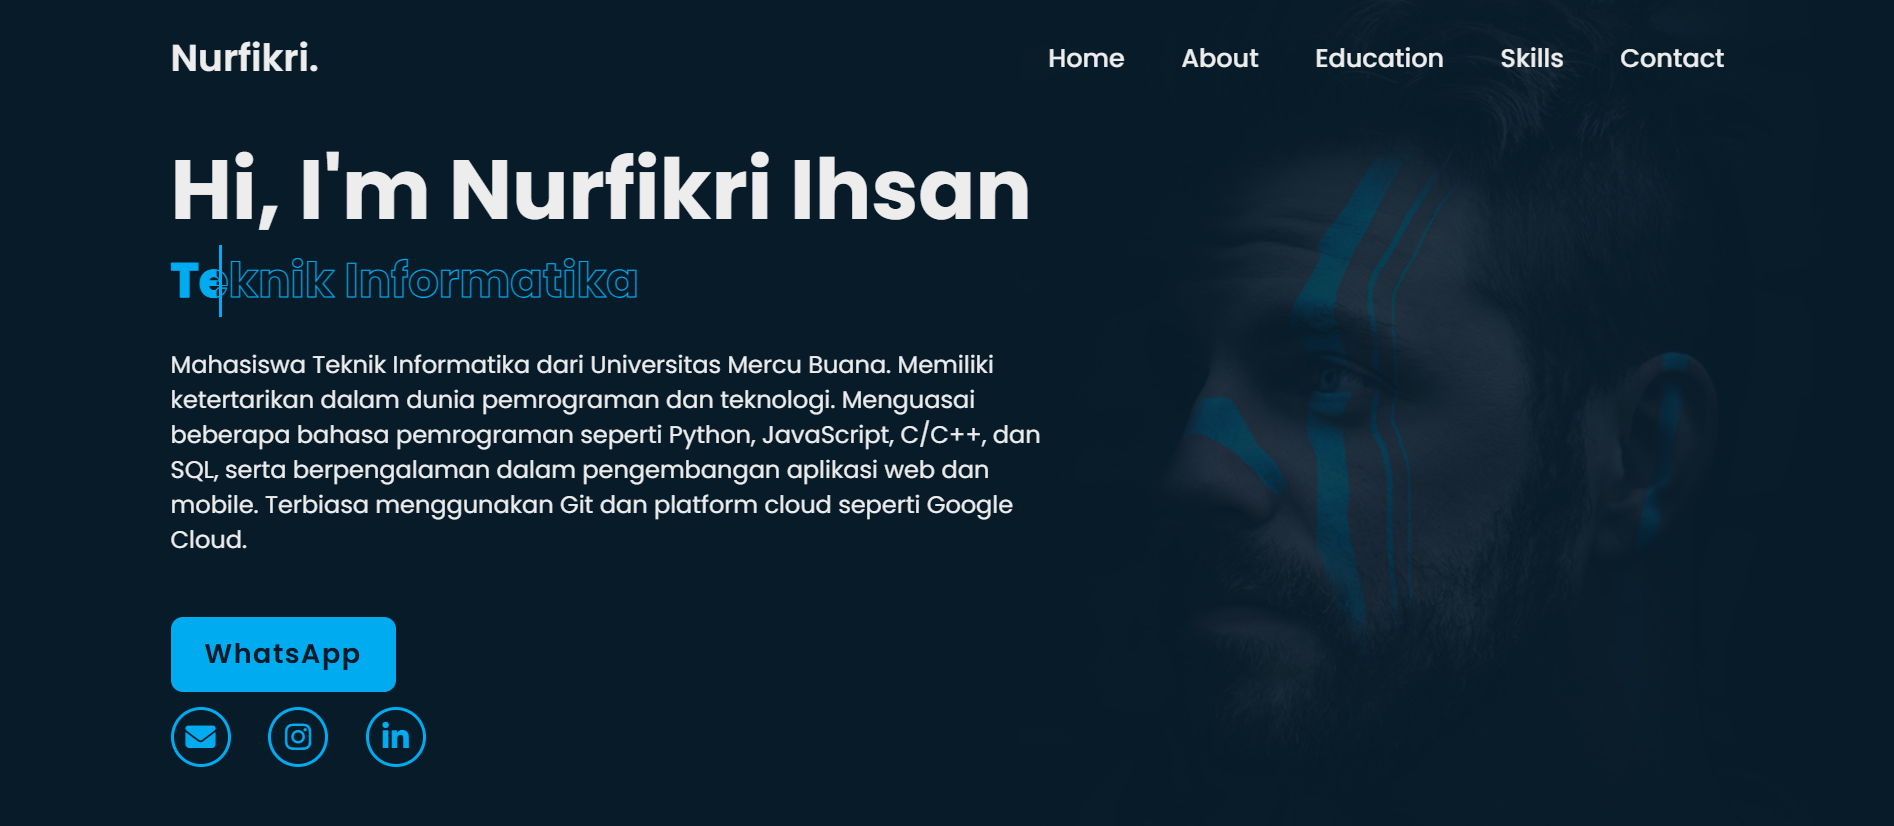 Nurfikri.
Home About Education Skills Contact
Hi, I'm Nurfikri Ihsan
Teknik Informatika
Mahasiswa Teknik Informatika dari Universitas Mercu Buana. Memiliki
ketertarikan dalam dunia pemrograman dan teknologi. Menguasai
beberapa bahasa pemrograman seperti Python, JavaScript, C/C++, dan
SQL, serta berpengalaman dalam pengembangan aplikasi web dan
mobile. Terbiasa menggunakan Git dan platform cloud seperti Google
Cloud.
WhatsApp
in